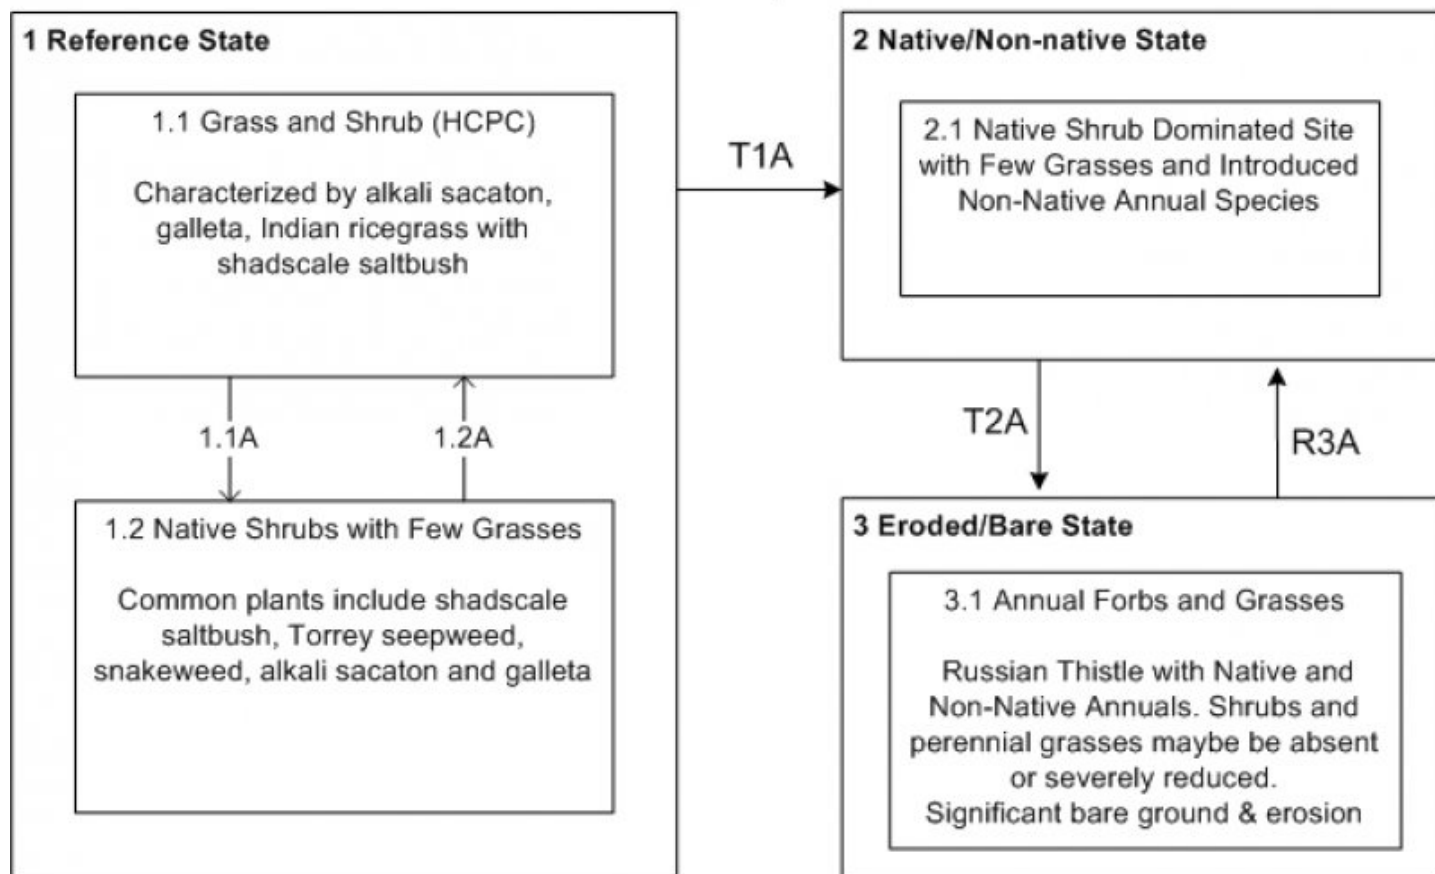 1 Reference State
1.1 Grass and Shrub (HCPC)
Characterized by alkali sacaton,
galleta, Indian ricegrass with
shadscale saltbush
1.1A
1.2A
1.2 Native Shrubs with Few Grasses
Common plants include shadscale
saltbush, Torrey seepweed,
snakeweed, alkali sacaton and galleta
T1A
2 Native/Non-native State
2.1 Native Shrub Dominated Site
with Few Grasses and Introduced
Non-Native Annual Species
T2A
R3A
3 Eroded/Bare State
3.1 Annual Forbs and Grasses
Russian Thistle with Native and
Non-Native Annuals. Shrubs and
perennial grasses maybe be absent
or severely reduced.
Significant bare ground & erosion